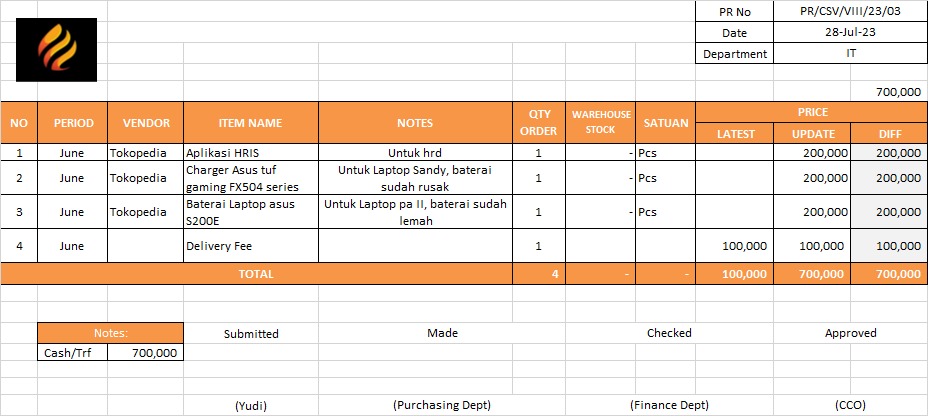 PR No PR/CSV/VIII/23/03
Date 28-Jul-23
Department IT
700,000
NO PERIOD VENDOR ITEM NAME NOTES QTY ORDER WAREHOUSE STOCK SATUAN PRICE
LATEST UPDATE DIFF
1 June Tokopedia Aplikasi HRIS Untuk hrd 1 - Pcs 200,000 200,000
2 June Tokopedia Charger Asus tuf gaming FX504 series Untuk Laptop Sandy, baterai sudah rusak 1 - Pcs 200,000 200,000
3 June Tokopedia Baterai Laptop asus S200E Untuk Laptop pa II, baterai sudah lemah 1 - Pcs 200,000 200,000
4 June Delivery Fee 1 100,000 100,000 100,000
TOTAL 4 - - 100,000 700,000 700,000
Notes: Submitted Made Checked Approved
Cash/Trf 700,000
(Yudi) (Purchasing Dept) (Finance Dept) (CCO)